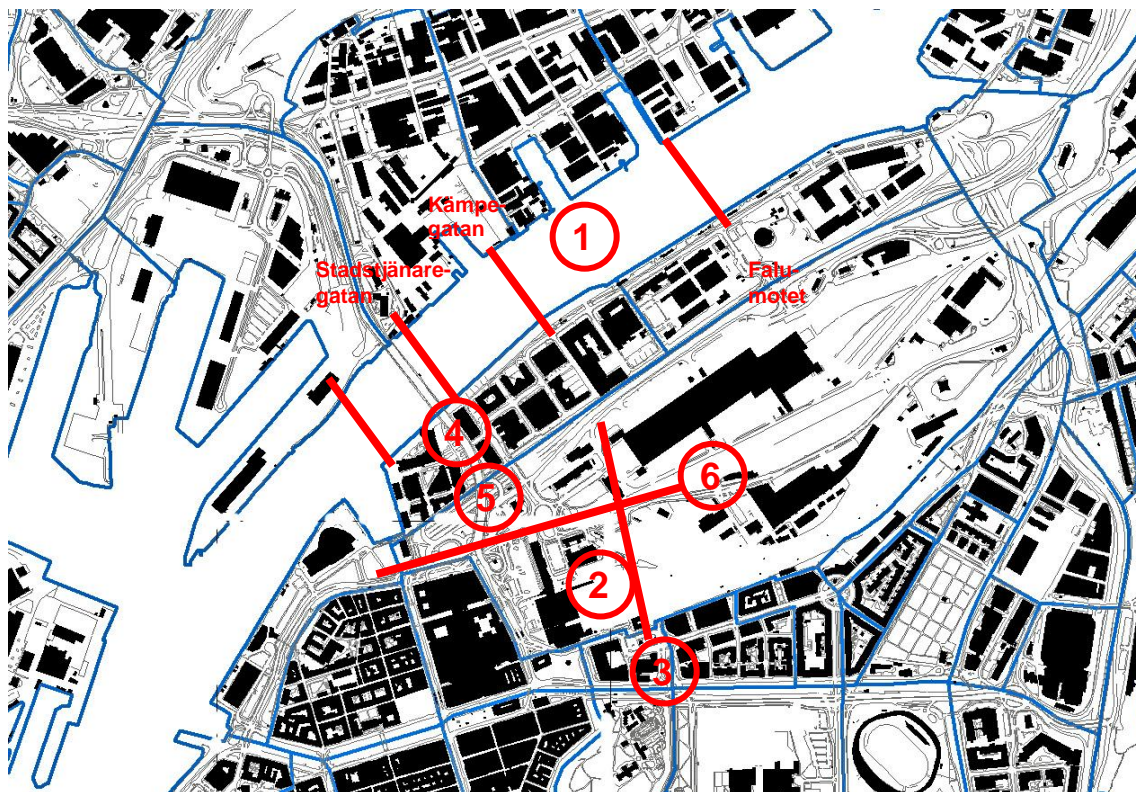 Kämpe-
gatan
1
Stadstjänare-
gatan
Falu-
motet
4
5
6
2
3